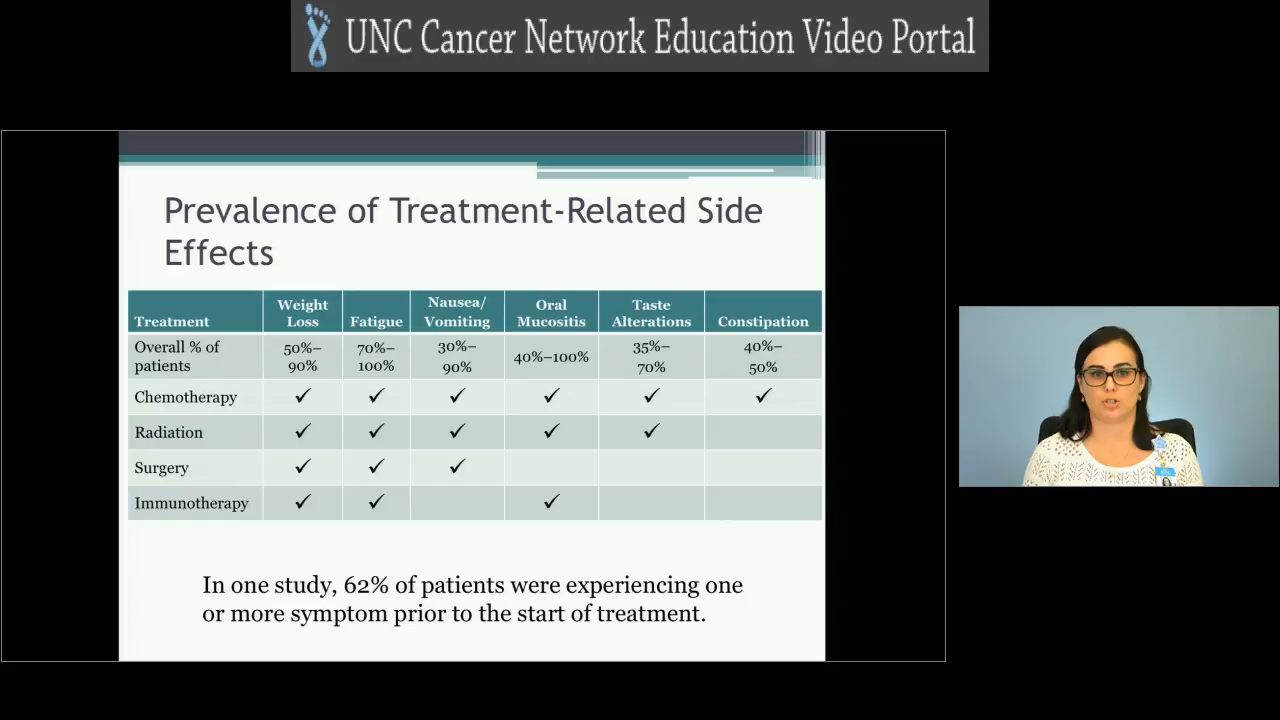 UNC Cancer Network Education Video Portal
Prevalence of Treatment-Related Side
Effects
Treatment Weight Loss Fatigue Nausea/ Vomiting Oral Mucositis Taste Alterations Constipation
Overall % of patients 50%–90% 70%–100% 30%–90% 40%–100% 35%–70% 40%–50%
Chemotherapy ✓ ✓ ✓ ✓ ✓ ✓
Radiation ✓ ✓ ✓ ✓ ✓
Surgery ✓ ✓ ✓
Immunotherapy ✓ ✓ ✓
In one study, 62% of patients were experiencing one
or more symptom prior to the start of treatment.